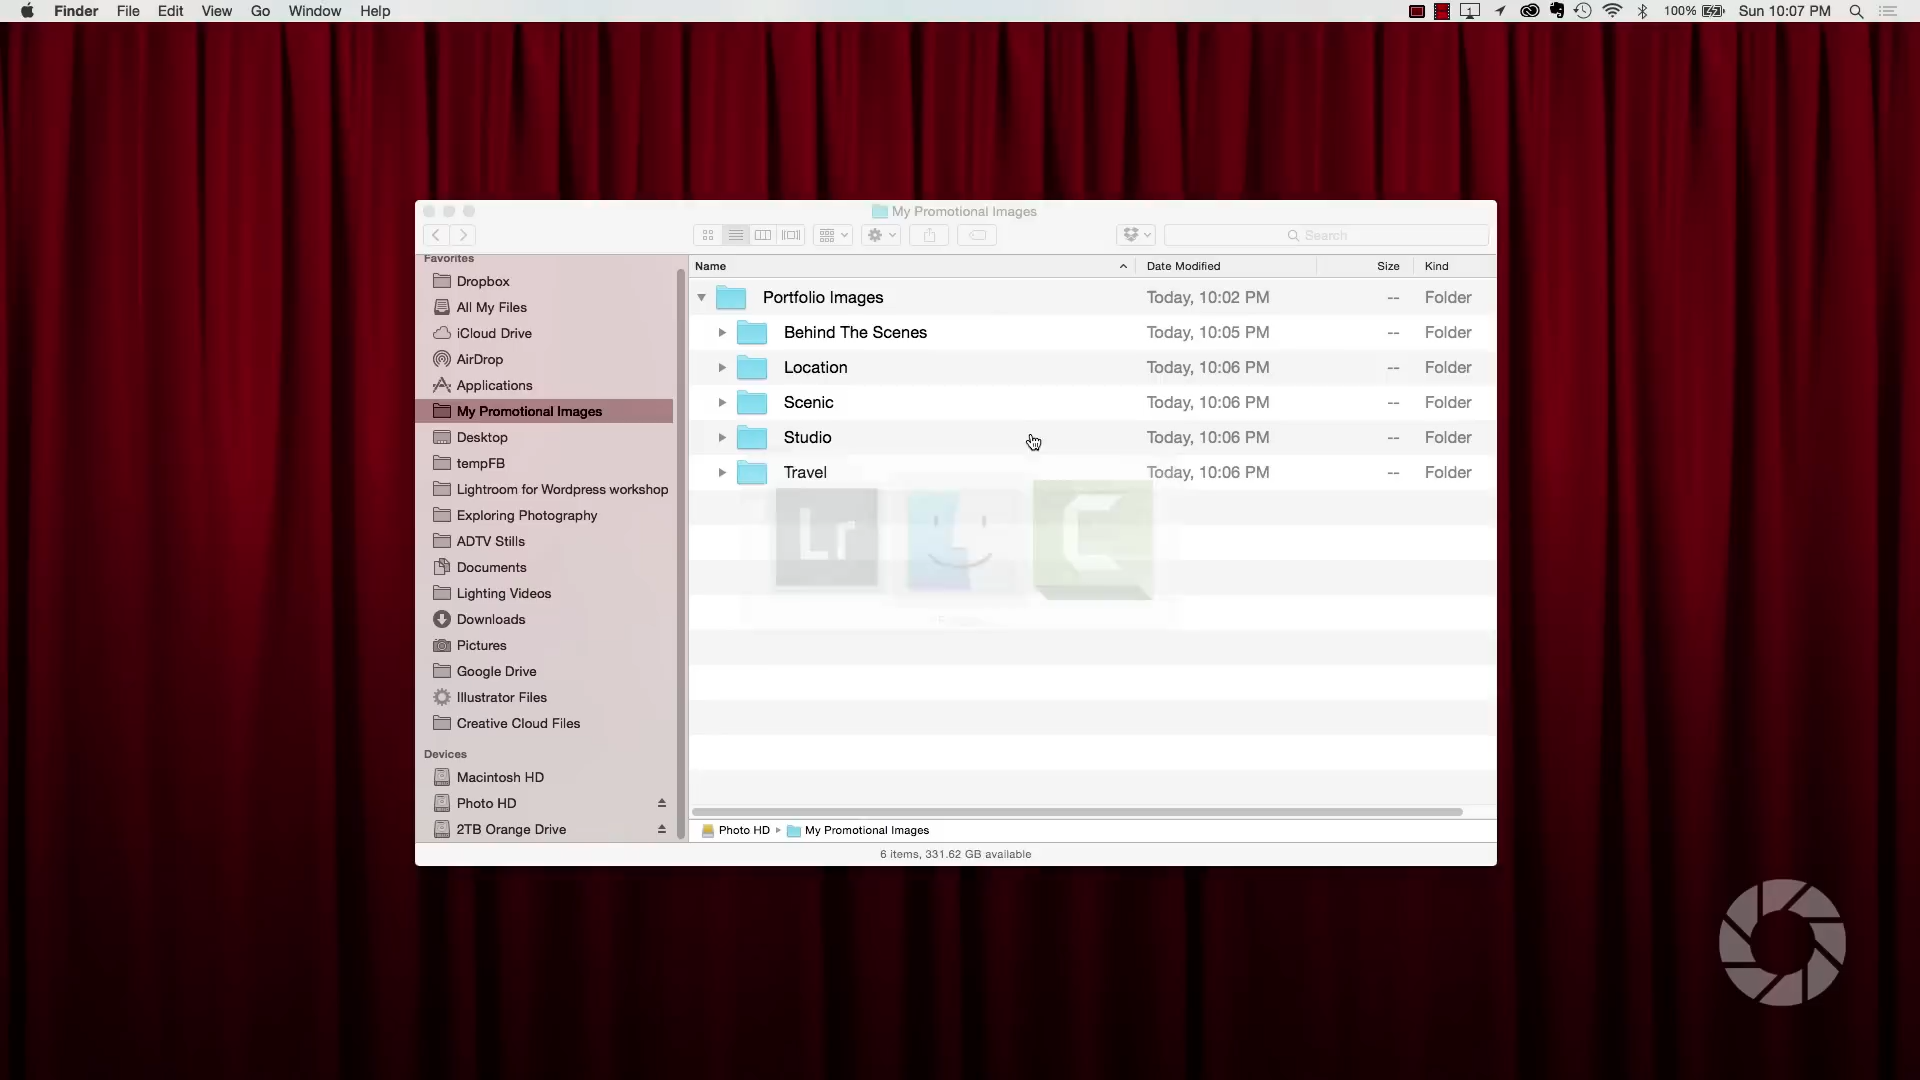 Finder File Edit View Go Window Help 1 100% Sun 10:07 PM
My Promotional Images
Search
Favorites
Dropbox
All My Files
iCloud Drive
AirDrop
Applications
My Promotional Images
Desktop
tempFB
Lightroom for Wordpress workshop
Exploring Photography
ADTV Stills
Documents
Lighting Videos
Downloads
Pictures
Google Drive
Illustrator Files
Creative Cloud Files
Devices
Macintosh HD
Photo HD
2TB Orange Drive
Name Date Modified Size Kind
Portfolio Images Today, 10:02 PM -- Folder
Behind The Scenes Today, 10:05 PM -- Folder
Location Today, 10:06 PM -- Folder
Scenic Today, 10:06 PM -- Folder
Studio Today, 10:06 PM -- Folder
Travel Today, 10:06 PM -- Folder
Lr C
Photo HD My Promotional Images
6 items, 331.62 GB available